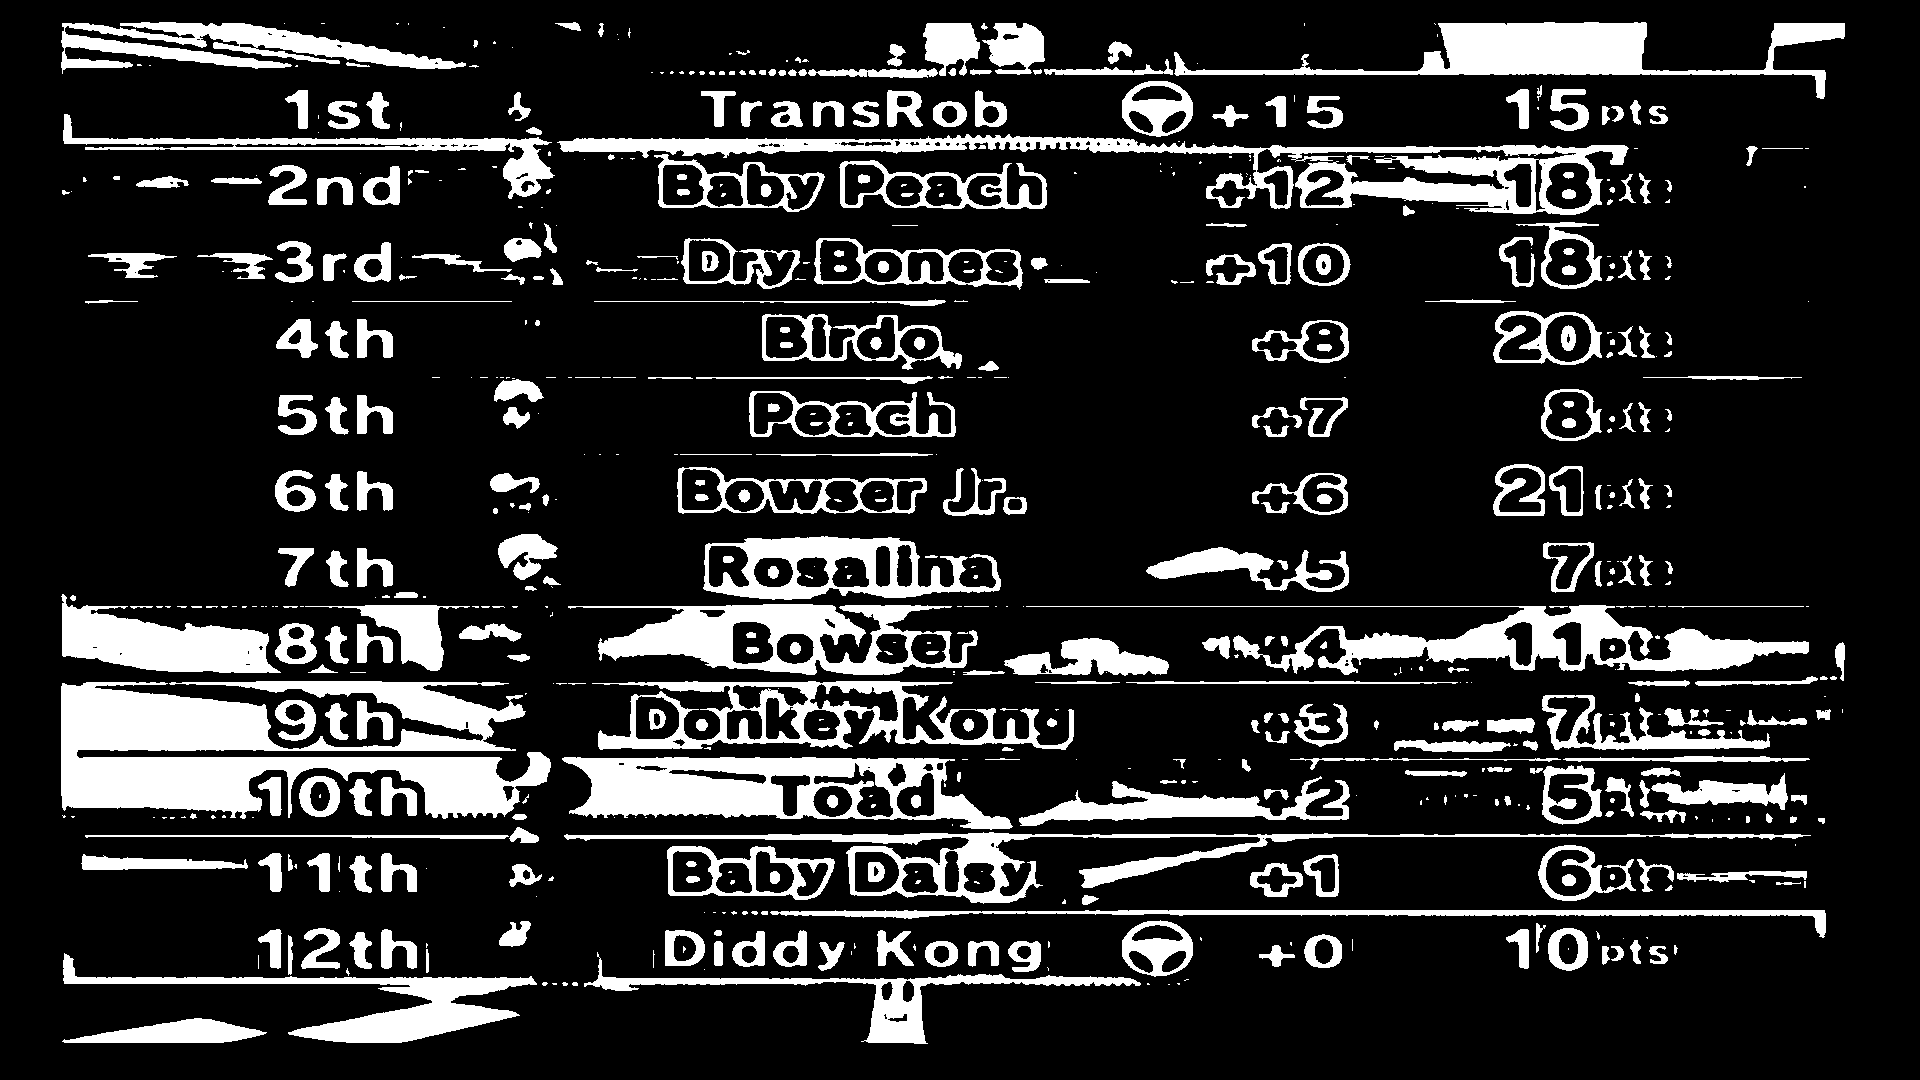 1st TransRob +15 15pts
2nd Baby Peach +12 18pts
3rd Dry Bones +10 18pts
4th Birdo +8 20pts
5th Peach +7 8pts
6th Bowser Jr. +6 21pts
7th Rosalina +5 7pts
8th Bowser +4 11pts
9th Donkey Kong +3 7pts
10th Toad +2 5pts
11th Baby Daisy +1 6pts
12th Diddy Kong +0 10pts